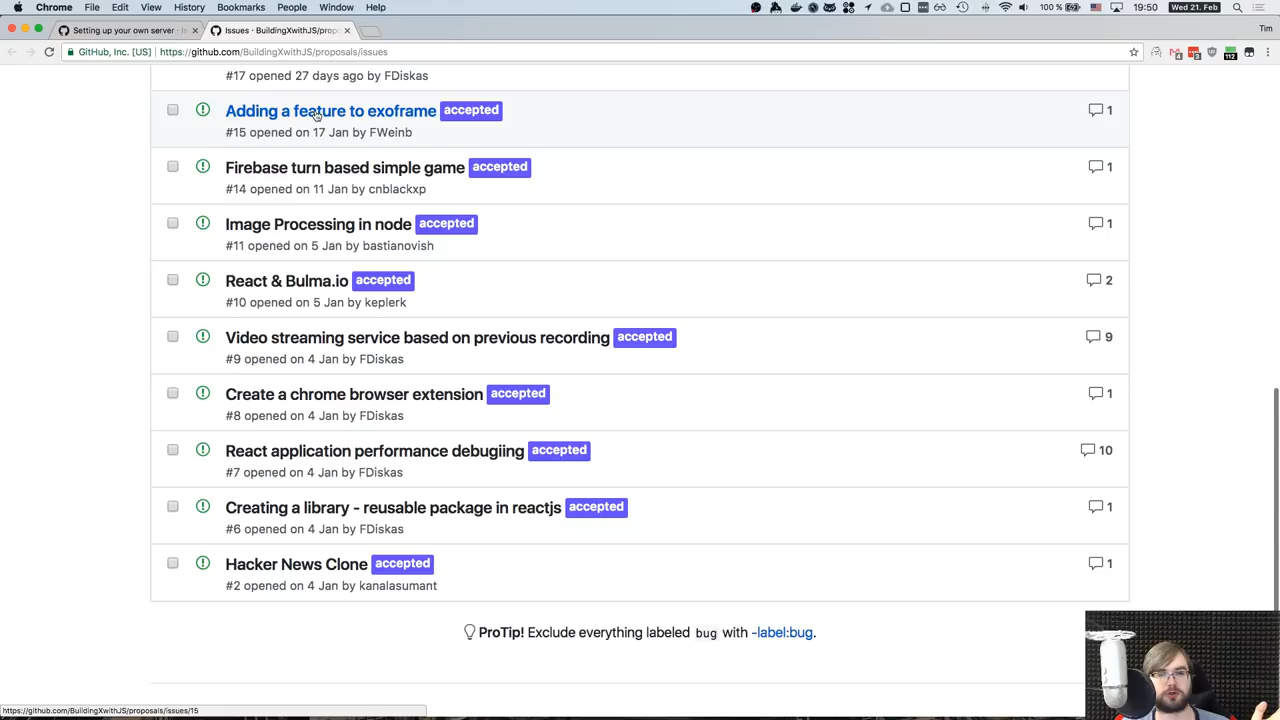 Chrome File Edit View History Bookmarks People Window Help 100 % 19:50 Wed 21. Feb
Setting up your own server · Is Issues · BuildingXwithJS/propo Tim
GitHub, Inc. [US] https://github.com/BuildingXwithJS/proposals/issues
#17 opened 27 days ago by FDiskas
Adding a feature to exoframe accepted 1
#15 opened on 17 Jan by FWeinb
Firebase turn based simple game accepted 1
#14 opened on 11 Jan by cnblackxp
Image Processing in node accepted 1
#11 opened on 5 Jan by bastianovish
React & Bulma.io accepted 2
#10 opened on 5 Jan by keplerk
Video streaming service based on previous recording accepted 9
#9 opened on 4 Jan by FDiskas
Create a chrome browser extension accepted 1
#8 opened on 4 Jan by FDiskas
React application performance debugiing accepted 10
#7 opened on 4 Jan by FDiskas
Creating a library - reusable package in reactjs accepted 1
#6 opened on 4 Jan by FDiskas
Hacker News Clone accepted 1
#2 opened on 4 Jan by kanalasumant
ProTip! Exclude everything labeled bug with -label:bug.
https://github.com/BuildingXwithJS/proposals/issues/15